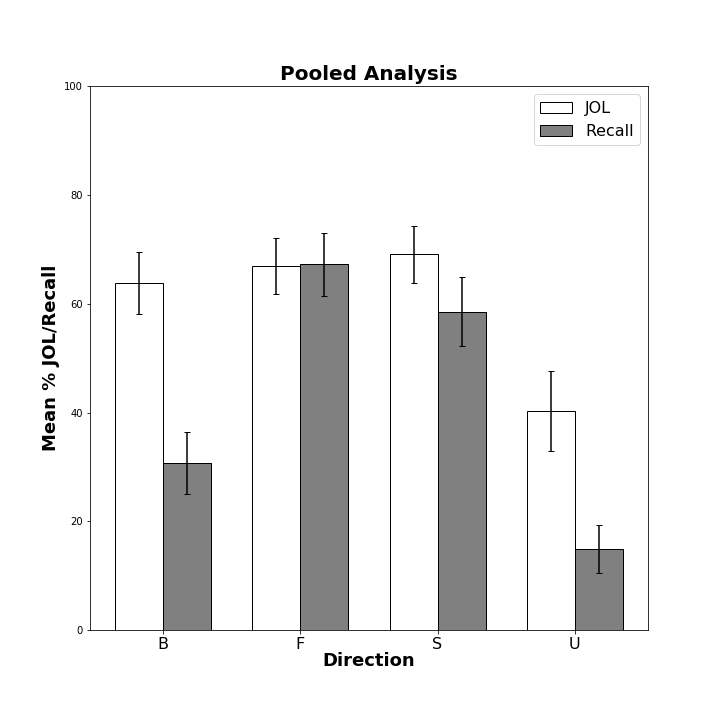 Pooled Analysis
JOL
Recall
Mean % JOL/Recall
100
80
60
40
20
0
B F S U
Direction